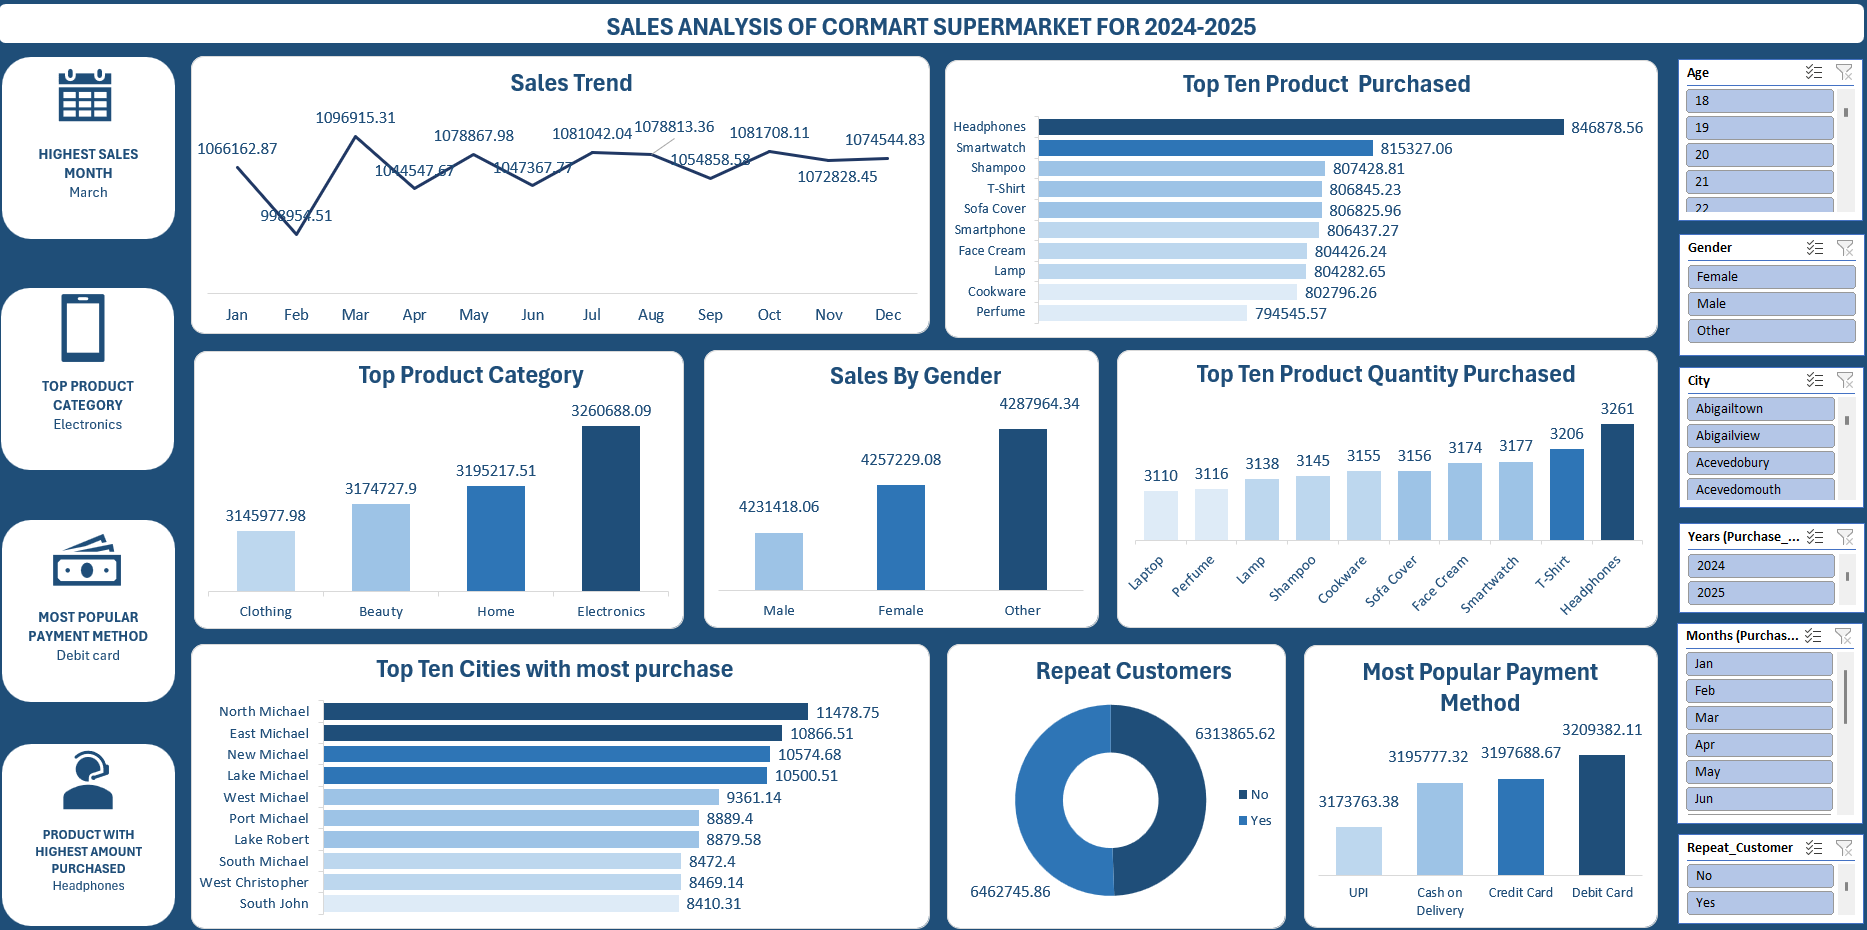 SALES ANALYSIS OF CORMART SUPERMARKET FOR 2024-2025
HIGHEST SALES
MONTH
March
TOP PRODUCT
CATEGORY
Electronics
MOST POPULAR
PAYMENT METHOD
Debit card
PRODUCT WITH
HIGHEST AMOUNT
PURCHASED
Headphones
Sales Trend
1066162.87
998954.51
1096915.31
1044547.67
1078867.98
1047367.77
1081042.04
1078813.36
1054858.58
1081708.11
1072828.45
1074544.83
Jan Feb Mar Apr May Jun Jul Aug Sep Oct Nov Dec
Top Ten Product Purchased
Headphones 846878.56
Smartwatch 815327.06
Shampoo 807428.81
T-Shirt 806845.23
Sofa Cover 806825.96
Smartphone 806437.27
Face Cream 804426.24
Lamp 804282.65
Cookware 802796.26
Perfume 794545.57
Top Product Category
3145977.98
3174727.9
3195217.51
3260688.09
Clothing Beauty Home Electronics
Sales By Gender
4231418.06
4257229.08
4287964.34
Male Female Other
Top Ten Product Quantity Purchased
3110 3116 3138 3145 3155 3156 3174 3177 3206 3261
Laptop Perfume Lamp Shampoo Cookware Sofa Cover Face Cream Smartwatch T-Shirt Headphones
Top Ten Cities with most purchase
North Michael 11478.75
East Michael 10866.51
New Michael 10574.68
Lake Michael 10500.51
West Michael 9361.14
Port Michael 8889.4
Lake Robert 8879.58
South Michael 8472.4
West Christopher 8469.14
South John 8410.31
Repeat Customers
6313865.62
6462745.86
No
Yes
Most Popular Payment
Method
3173763.38
3195777.32
3197688.67
3209382.11
UPI Cash on Credit Card Debit Card
Delivery
Age
18
19
20
21
22
Gender
Female
Male
Other
City
Abigailtown
Abigailview
Acevedobury
Acevedomouth
Years (Purchase_...
2024
2025
Months (Purchas...
Jan
Feb
Mar
Apr
May
Jun
Repeat_Customer
No
Yes